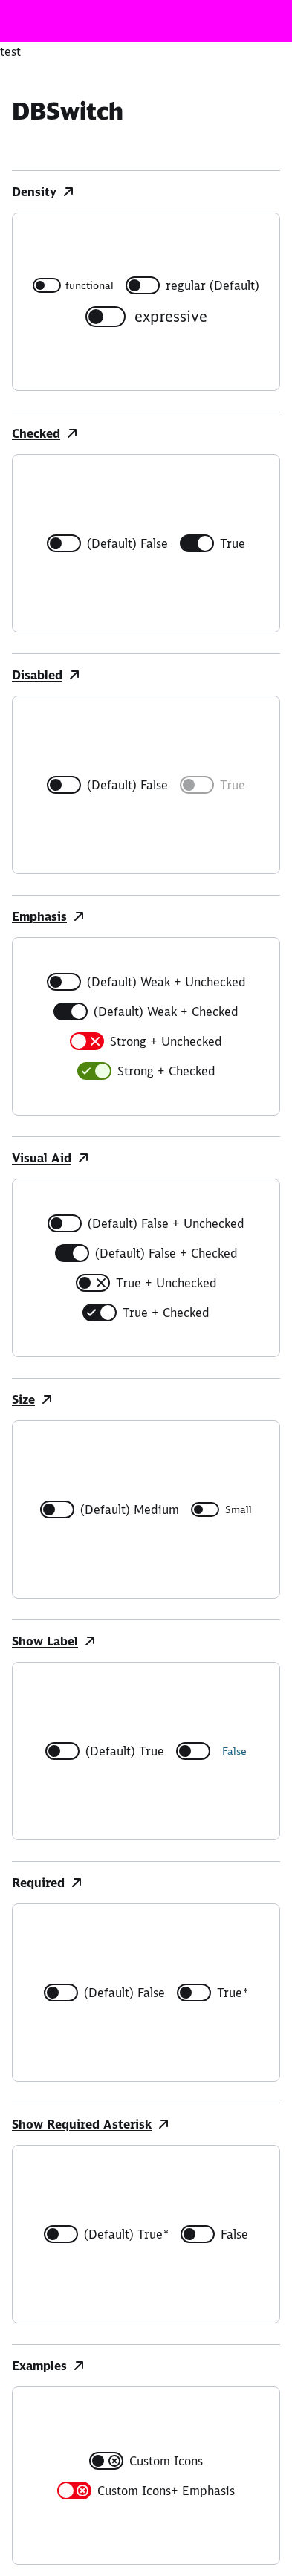 test
DBSwitch
Density
functional regular (Default)
expressive
Checked
(Default) False True
Disabled
(Default) False True
Emphasis
(Default) Weak + Unchecked
(Default) Weak + Checked
Strong + Unchecked
Strong + Checked
Visual Aid
(Default) False + Unchecked
(Default) False + Checked
True + Unchecked
True + Checked
Size
(Default) Medium Small
Show Label
(Default) True False
Required
(Default) False True*
Show Required Asterisk
(Default) True* False
Examples
Custom Icons
Custom Icons+ Emphasis